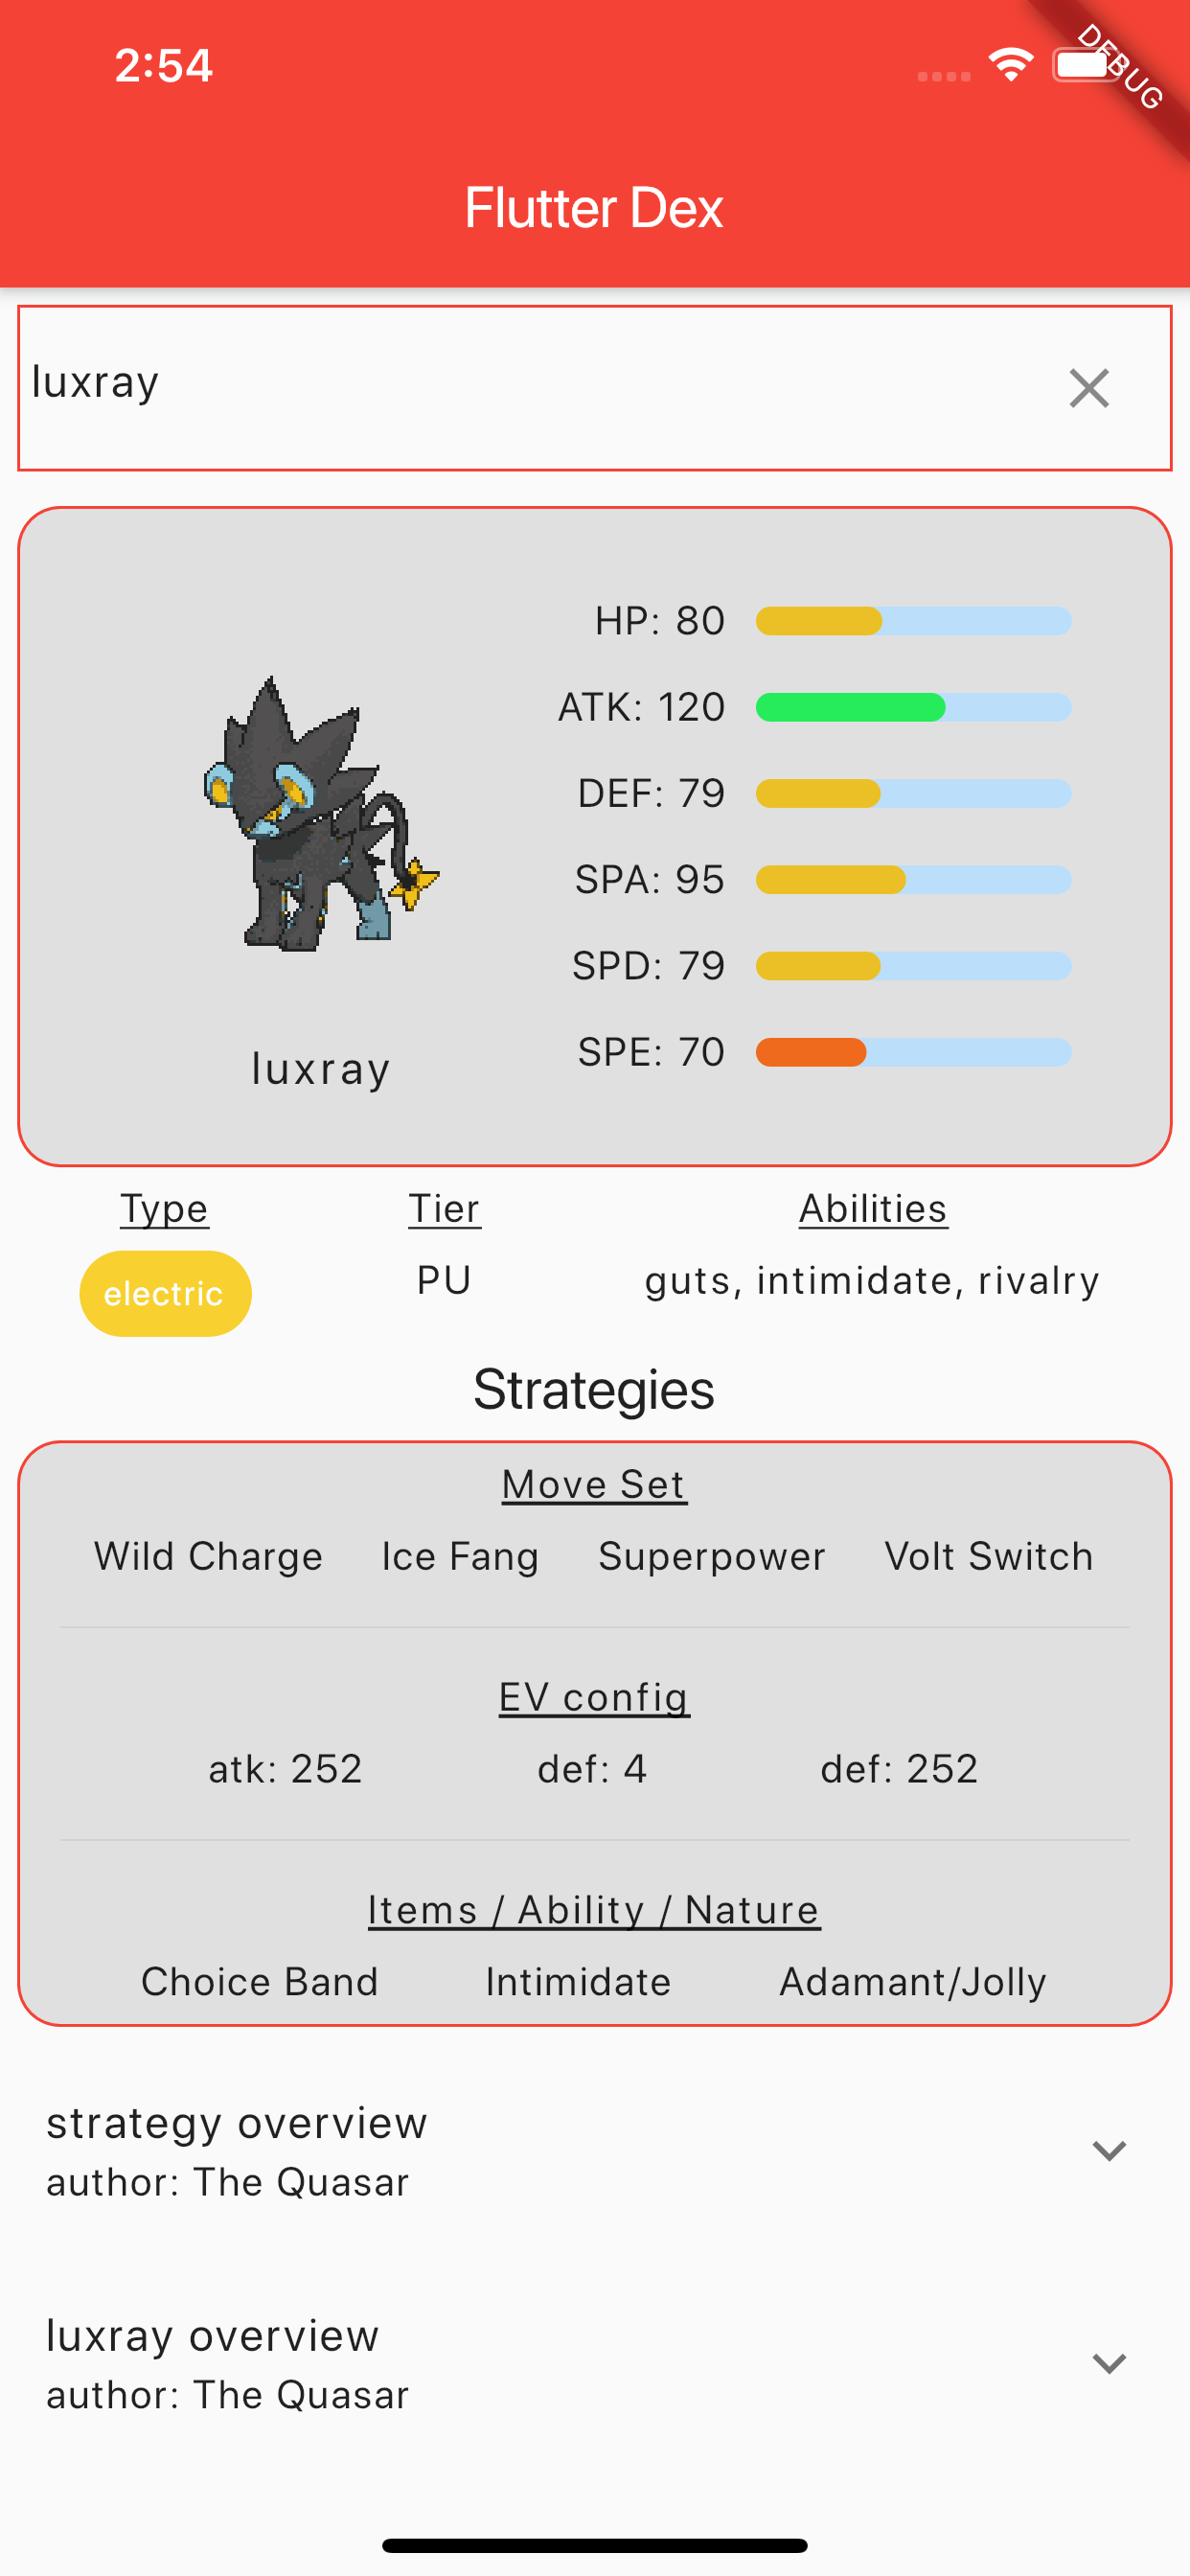 2:54
DEBUG
Flutter Dex
luxray
HP: 80
ATK: 120
DEF: 79
SPA: 95
SPD: 79
SPE: 70
luxray
Type Tier Abilities
electric PU guts, intimidate, rivalry
Strategies
Move Set
Wild Charge Ice Fang Superpower Volt Switch
EV config
atk: 252 def: 4 def: 252
Items / Ability / Nature
Choice Band Intimidate Adamant/Jolly
strategy overview
author: The Quasar
luxray overview
author: The Quasar